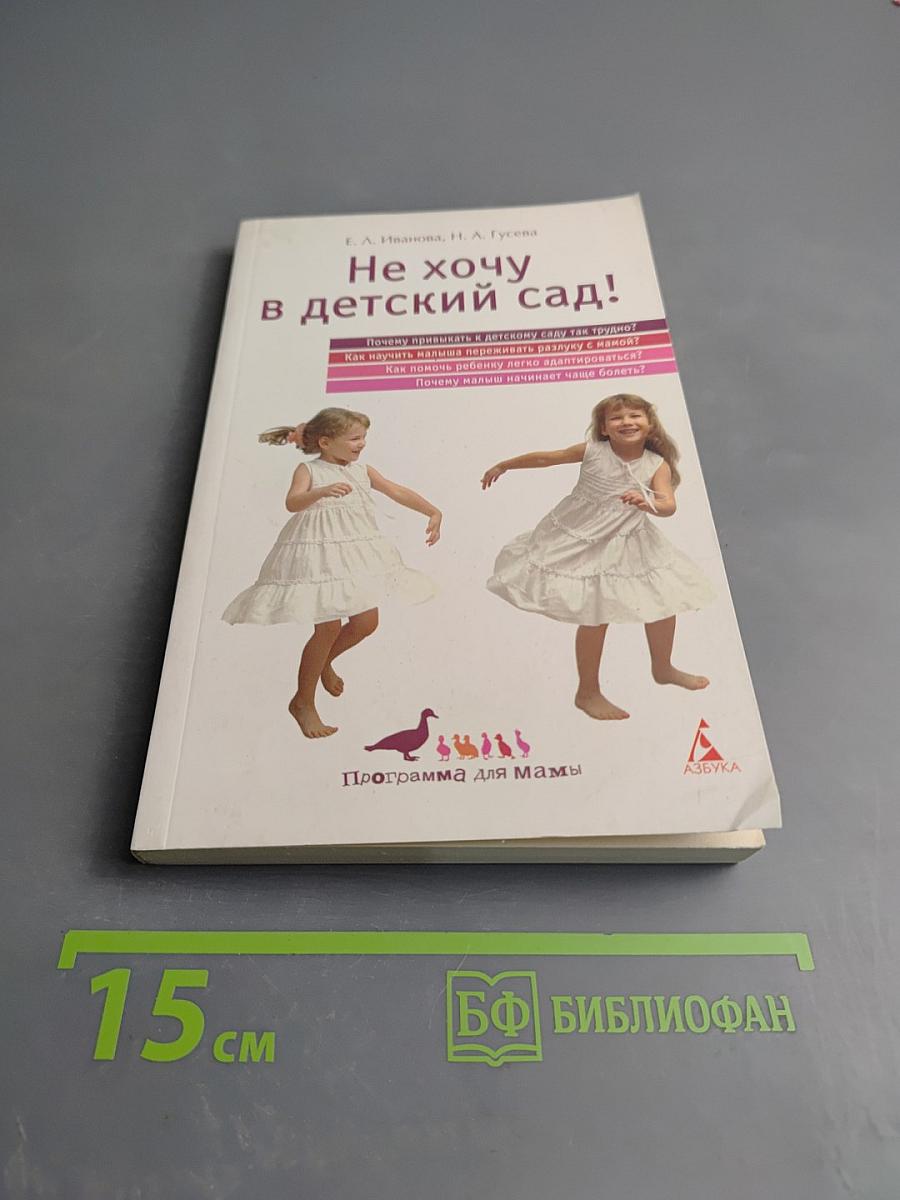 Е. Л. Иванова, Н. А. Гусева
Не хочу
в детский сад!
Почему привыкать к детскому саду так трудно?
Как научить малыша переживать разлуку с мамой?
Как помочь ребенку легко адаптироваться?
Почему малыш начинает чаще болеть?
Программа для мамы
АЗБУКА
15 см
БФ БИБЛИОФАН